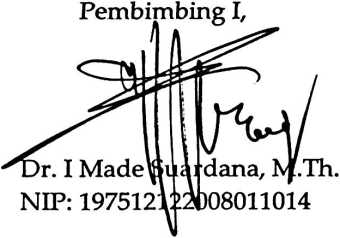 Pembimbing I,
Dr. I Made Suardana, M.Th.
NIP: 197512122008011014